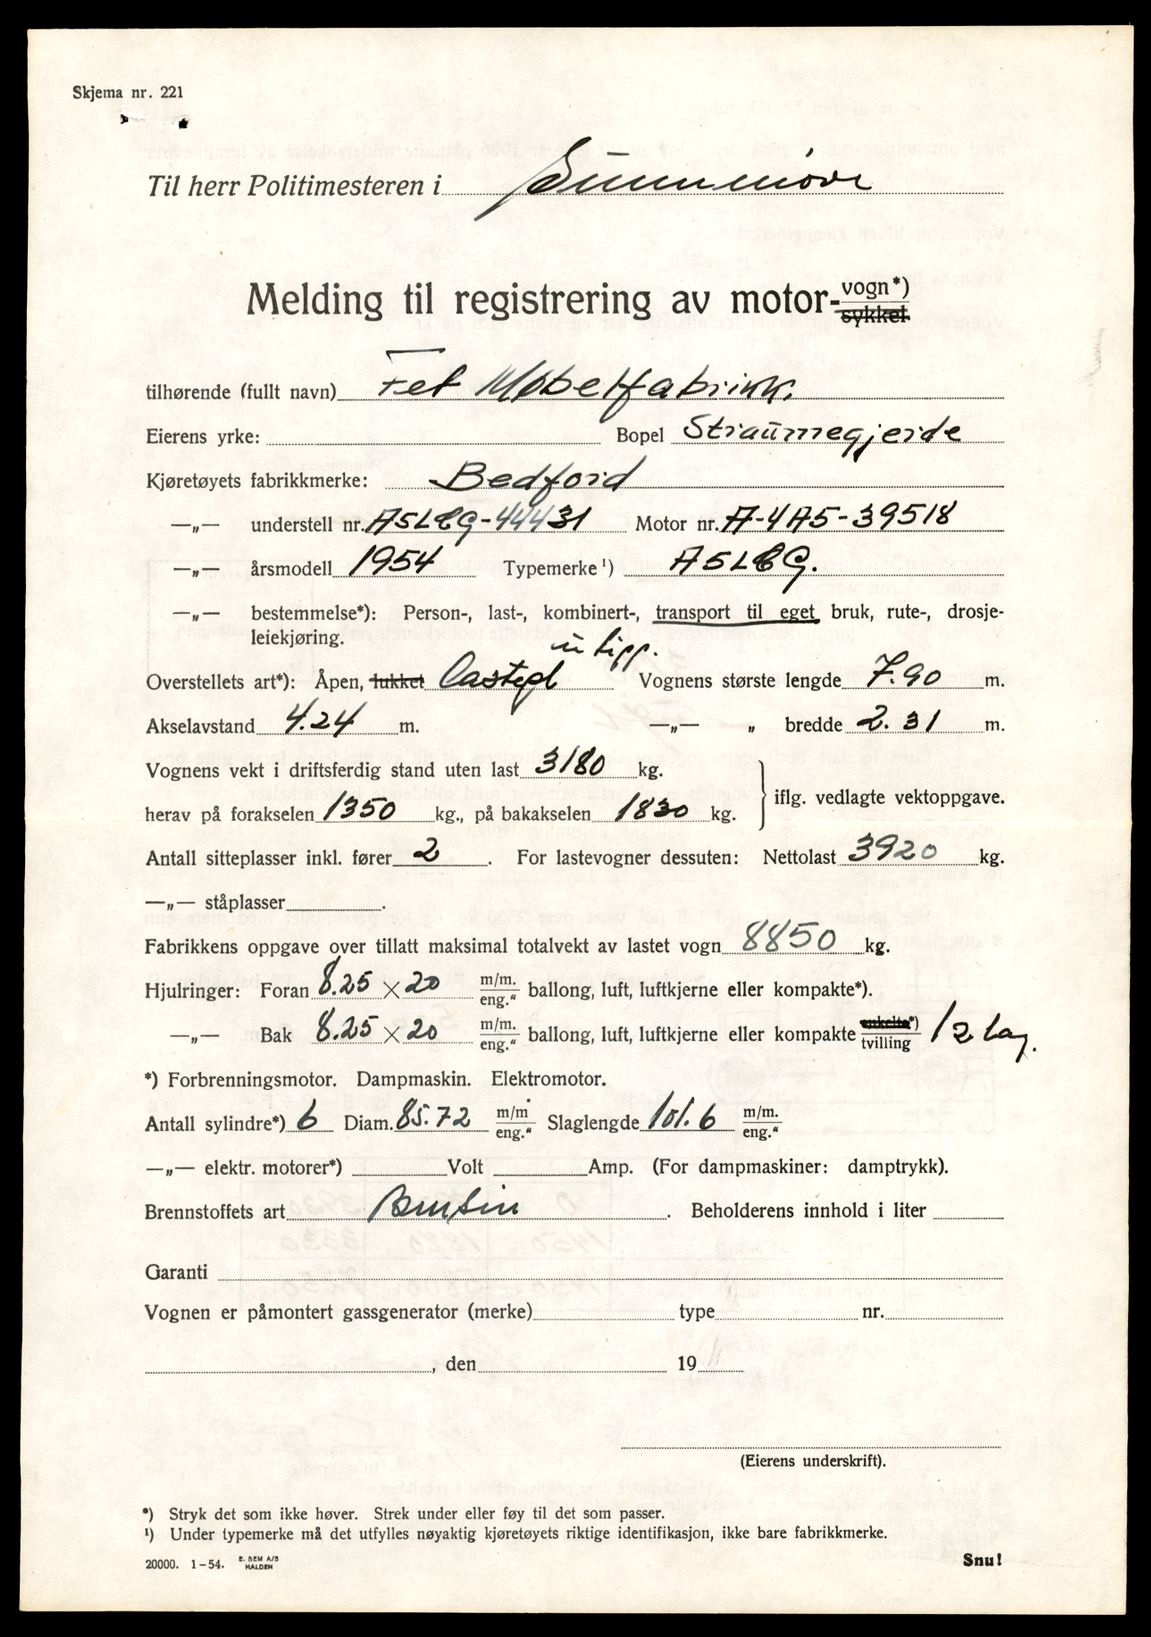 Skjema nr. 221
Til herr Politimesteren i Sunnmøre
Melding til registrering av motor-vogn*)
sykkel
tilhørende (fullt navn) Fet Møbelfabrikk.
Eierens yrke: Bopel Straumegjerde
Kjøretøyets fabrikkmerke: Bedford
—„— understell nr. A5LCG-44431 Motor nr. A-4A5-39518
—„— årsmodell 1954 Typemerke ¹) A5LCG.
—„— bestemmelse*): Person-, last-, kombinert-, transport til eget bruk, rute-, drosje-
leiekjøring.
u tipp.
Overstellets art*): Åpen, lukket Lastepl Vognens største lengde 7.90 m.
Akselavstand 4.24 m. —„— „ bredde 2.31 m.
Vognens vekt i driftsferdig stand uten last 3180 kg.
iflg. vedlagte vektoppgave.
herav på forakselen 1350 kg., på bakakselen 1830 kg.
Antall sitteplasser inkl. fører 2 . For lastevogner dessuten: Nettolast 3920 kg.
—„— ståplasser .
Fabrikkens oppgave over tillatt maksimal totalvekt av lastet vogn 8850 kg.
Hjulringer: Foran 8.25 × 20 m/m. eng.“ ballong, luft, luftkjerne eller kompakte*).
—„— Bak 8.25 × 20 m/m. eng.“ ballong, luft, luftkjerne eller kompakte enkelte*) tvilling 12 lag.
*) Forbrenningsmotor. Dampmaskin. Elektromotor.
Antall sylindre*) 6 Diam. 85.72 m/m eng.“ Slaglengde 101.6 m/m. eng.“
—„— elektr. motorer*) Volt Amp. (For dampmaskiner: damptrykk).
Brennstoffets art Bensin . Beholderens innhold i liter
Garanti
Vognen er påmontert gassgenerator (merke) type nr.
, den 19
(Eierens underskrift).
*) Stryk det som ikke høver. Strek under eller føy til det som passer.
¹) Under typemerke må det utfylles nøyaktig kjøretøyets riktige identifikasjon, ikke bare fabrikkmerke.
20000. 1-54. E. SEM A/S HALDEN
Snu!